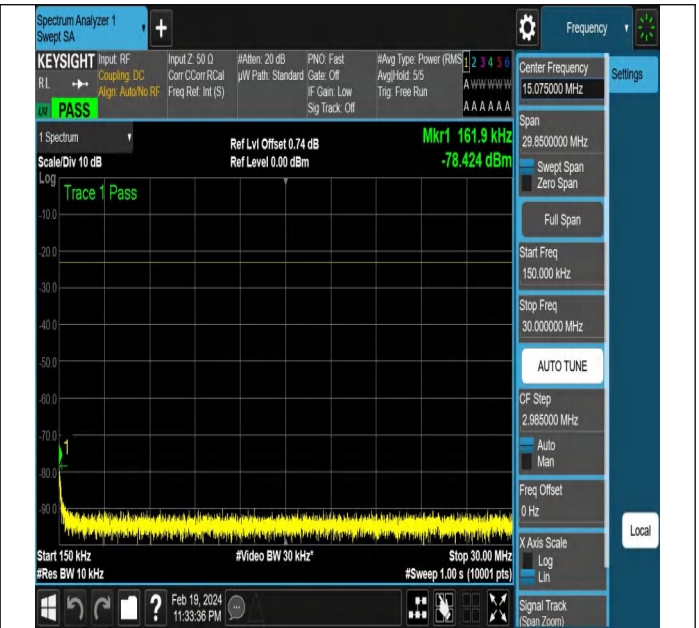 Spectrum Analyzer 1
Swept SA
+
Frequency
KEYSIGHT
RL
PASS
Input: RF
Coupling: DC
Align: Auto/No RF
Input Z: 50 Ω
Corr CCorr RCal
Freq Ref: Int (S)
#Atten: 20 dB
µW Path: Standard
PNO: Fast
Gate: Off
IF Gain: Low
Sig Track: Off
#Avg Type: Power (RMS
Avg|Hold: 5/5
Trig: Free Run
1 2 3 4 5 6
A W W W W W
A A A A A A
1 Spectrum
Scale/Div 10 dB
Ref Lvl Offset 0.74 dB
Ref Level 0.00 dBm
Mkr1 161.9 kHz
-78.424 dBm
Log
Trace 1 Pass
-10.0
-20.0
-30.0
-40.0
-50.0
-60.0
-70.0
1
-80.0
-90.0
Start 150 kHz
#Res BW 10 kHz
#Video BW 30 kHz*
Stop 30.00 MHz
#Sweep 1.00 s (10001 pts)
?
Feb 19, 2024
11:33:36 PM
Center Frequency
15.075000 MHz
Settings
Span
29.8500000 MHz
Swept Span
Zero Span
Full Span
Start Freq
150.000 kHz
Stop Freq
30.000000 MHz
AUTO TUNE
CF Step
2.985000 MHz
Auto
Man
Freq Offset
0 Hz
Local
X Axis Scale
Log
Lin
Signal Track
(Span Zoom)